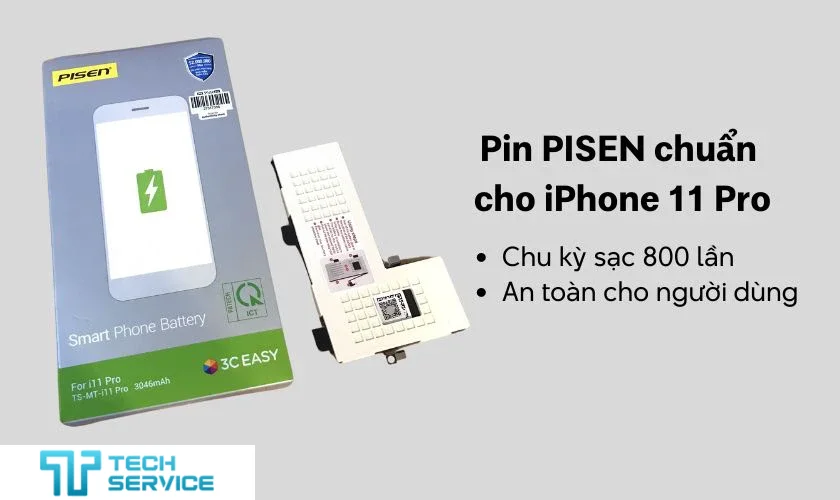 PISEN
Smart Phone Battery
PISEN
ICT
3C EASY
For i11 Pro
TS-MT-i11 Pro 3046mAh
Pin PISEN chuẩn
cho iPhone 11 Pro
Chu kỳ sạc 800 lần
An toàn cho người dùng
TECH
SERVICE